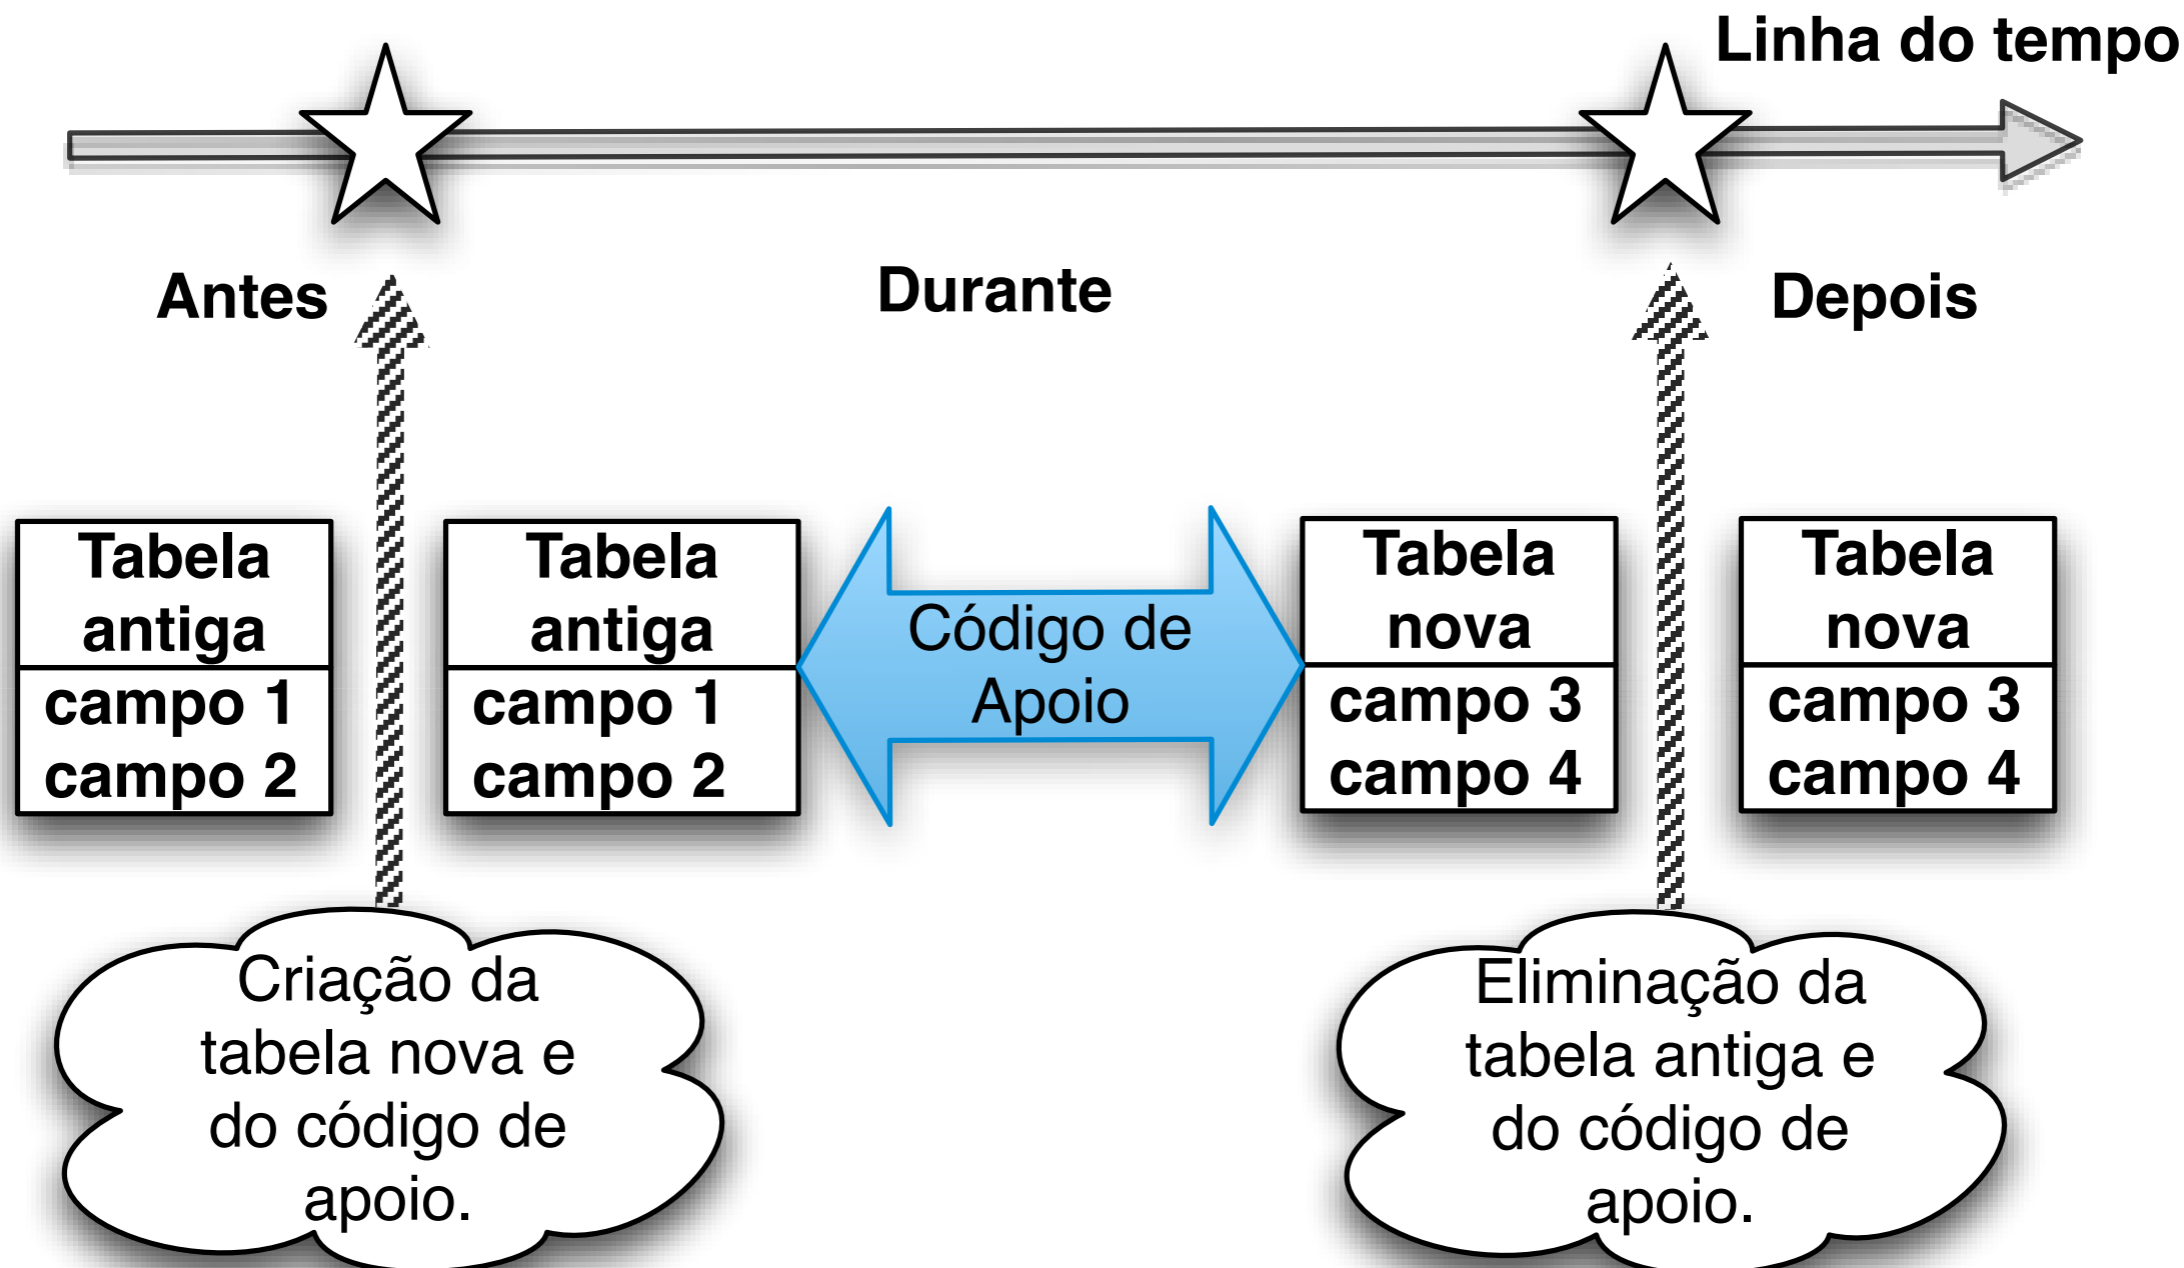 Linha do tempo
Antes
Durante
Depois
Tabela
antiga
campo 1
campo 2
Tabela
antiga
campo 1
campo 2
Código de
Apoio
Tabela
nova
campo 3
campo 4
Tabela
nova
campo 3
campo 4
Criação da
tabela nova e
do código de
apoio.
Eliminação da
tabela antiga e
do código de
apoio.